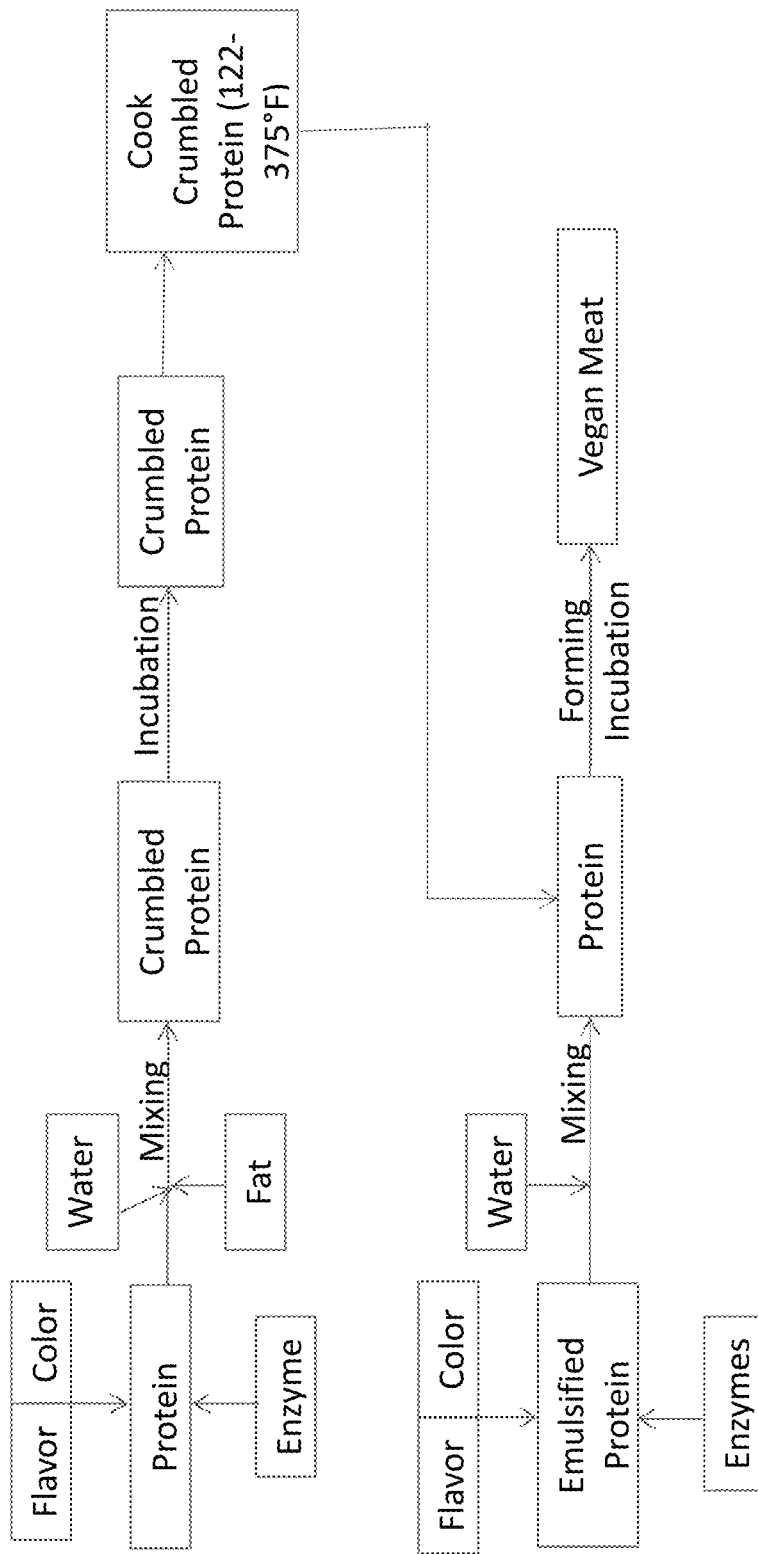 Flavor
Color
Protein
Enzyme
Water
Fat
Mixing
Crumbled
Protein
Incubation
Crumbled
Protein
Cook
Crumbled
Protein (122-
375°F)
Flavor
Color
Emulsified
Protein
Enzymes
Water
Mixing
Protein
Forming
Incubation
Vegan Meat